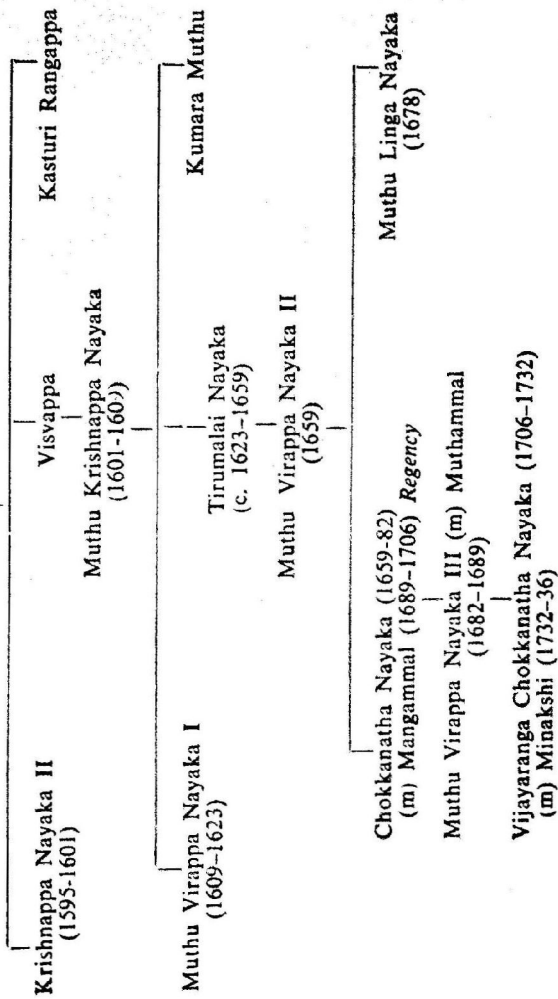 Krishnappa Nayaka II
(1595-1601)
Visvappa
Kasturi Rangappa
Muthu Krishnappa Nayaka
(1601-1609)
Muthu Virappa Nayaka I
(1609–1623)
Tirumalai Nayaka
(c. 1623–1659)
Kumara Muthu
Muthu Virappa Nayaka II
(1659)
Chokkanatha Nayaka (1659-82)
(m) Mangammal (1689–1706) Regency
Muthu Linga Nayaka
(1678)
Muthu Virappa Nayaka III (m) Muthammal
(1682–1689)
Vijayaranga Chokkanatha Nayaka (1706–1732)
(m) Minakshi (1732–36)